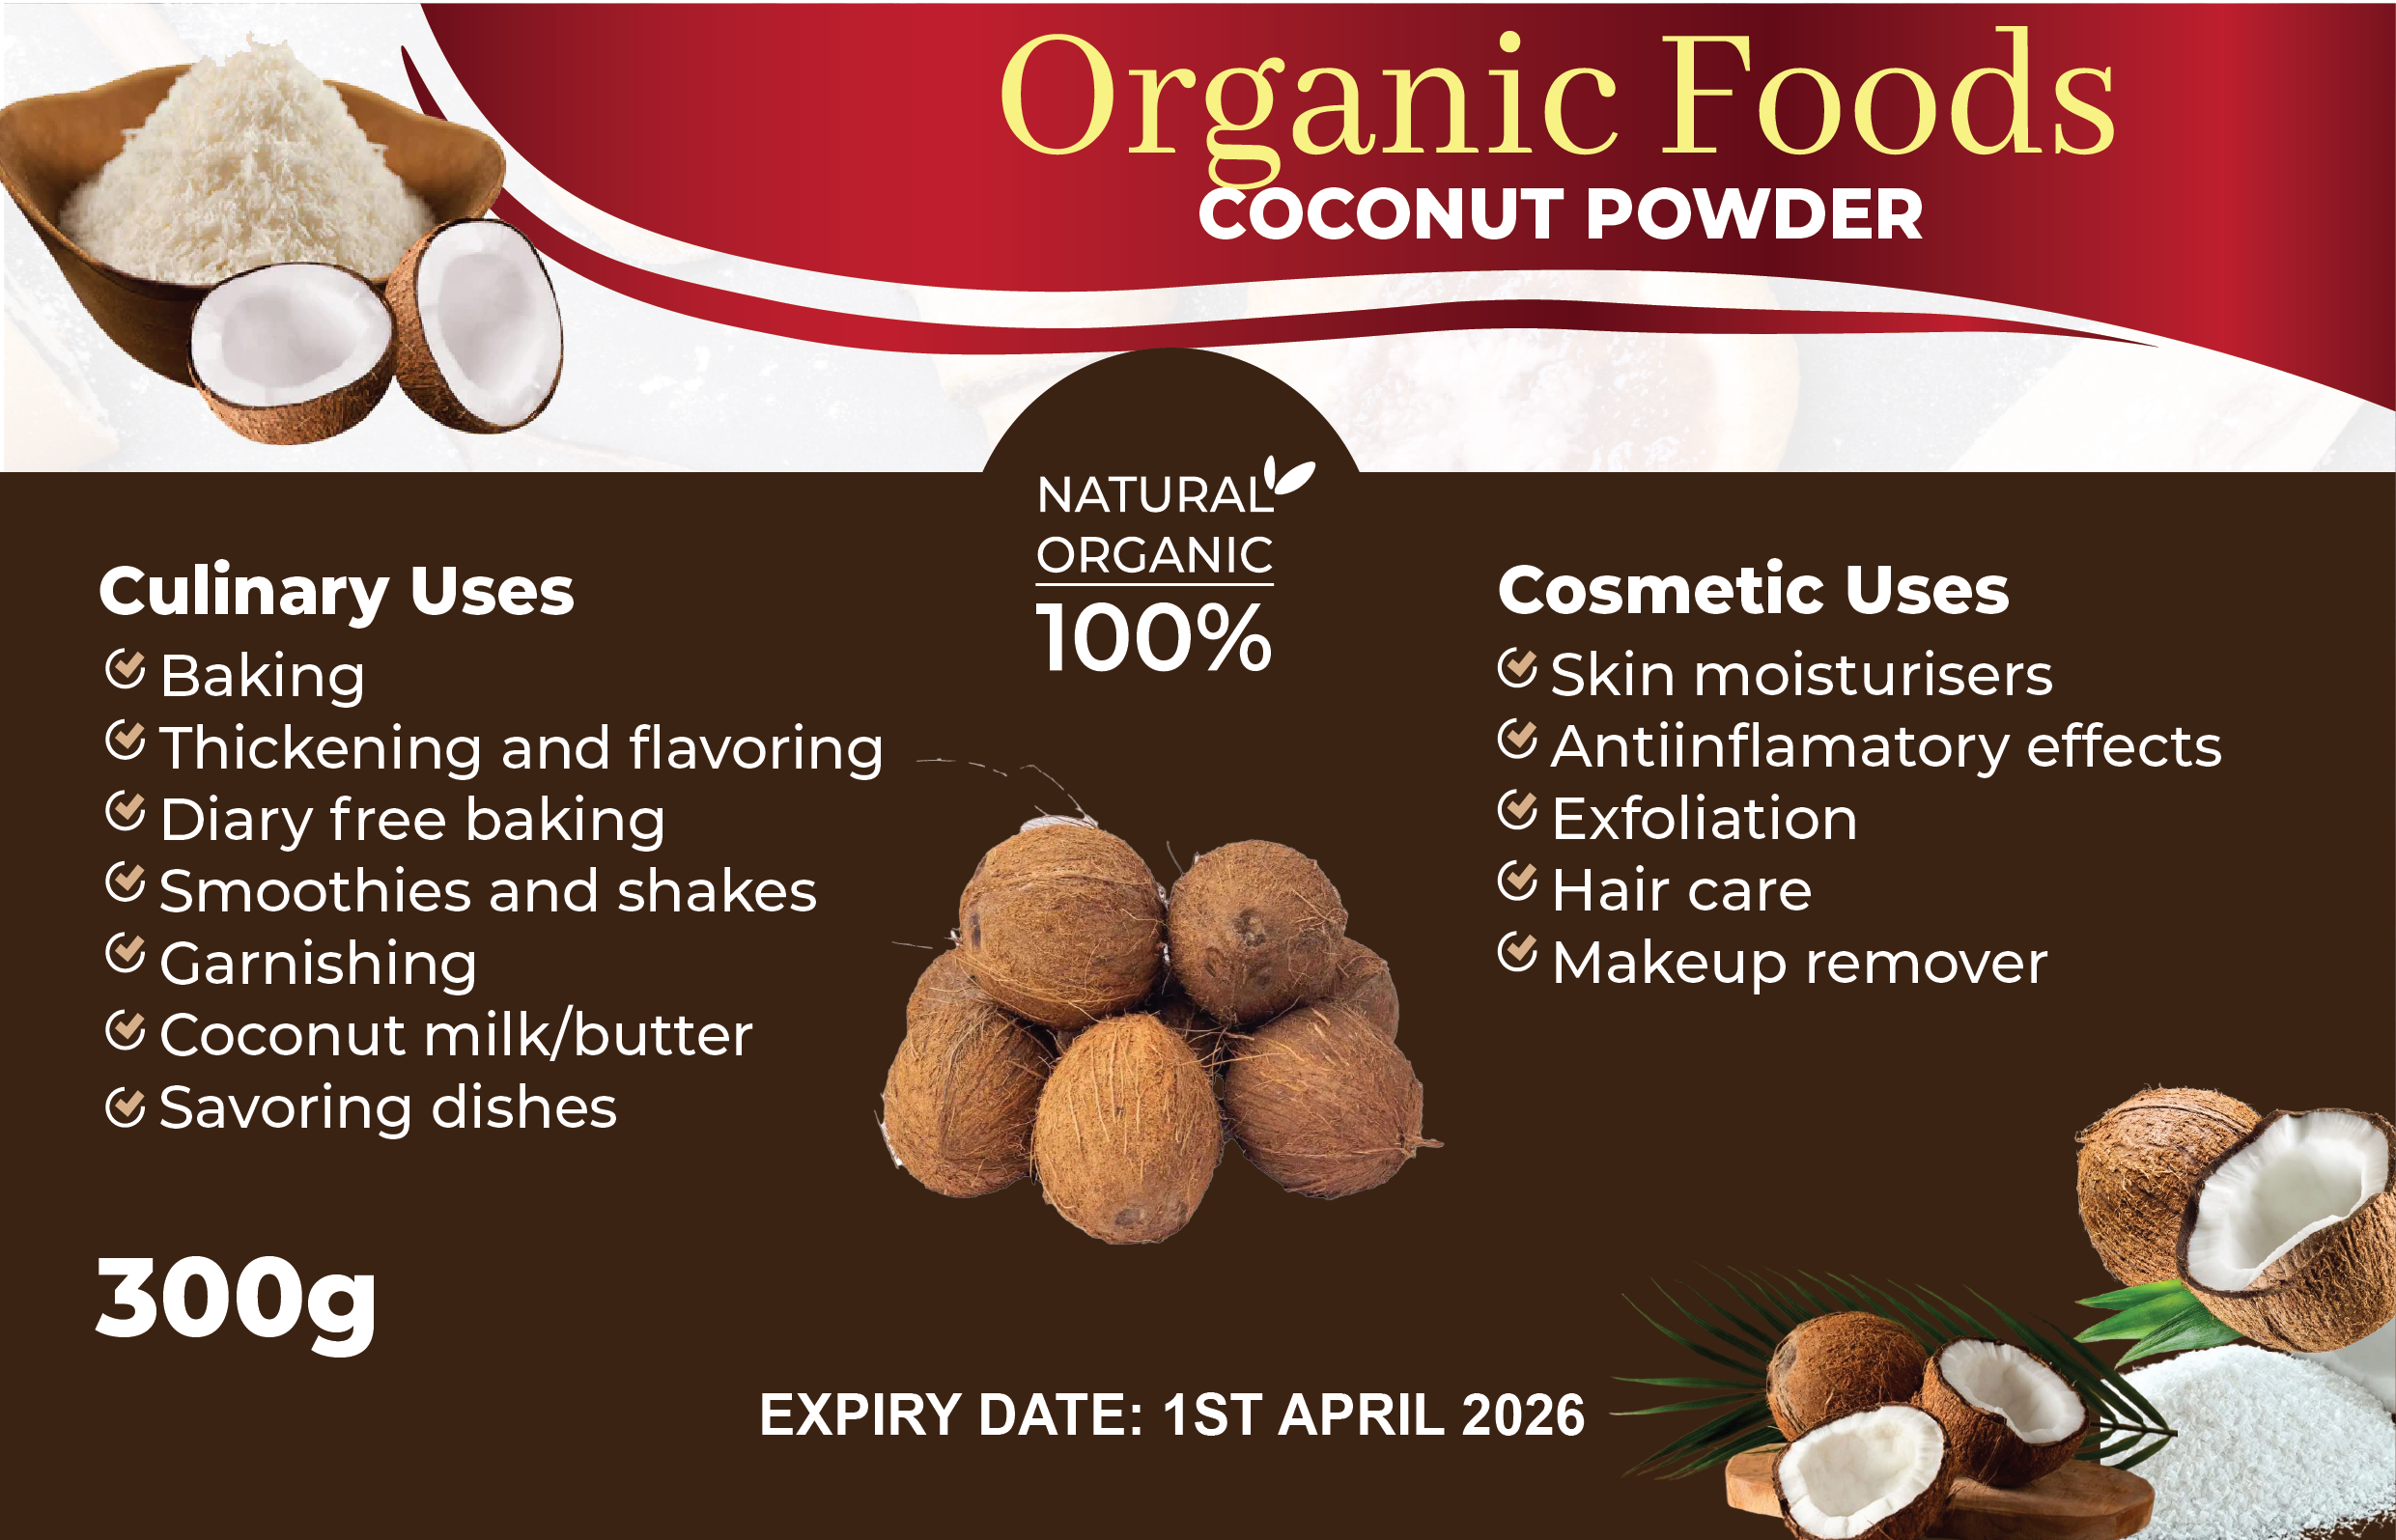 Organic Foods
COCONUT POWDER
NATURAL
ORGANIC
100%
Culinary Uses
Baking
Thickening and flavoring
Diary free baking
Smoothies and shakes
Garnishing
Coconut milk/butter
Savoring dishes
Cosmetic Uses
Skin moisturisers
Antiinflamatory effects
Exfoliation
Hair care
Makeup remover
300g
EXPIRY DATE: 1ST APRIL 2026